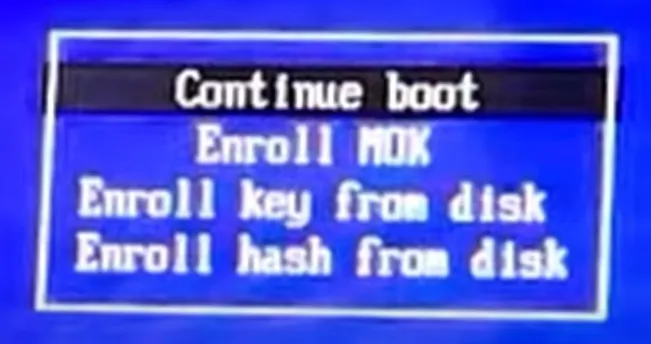 Continue boot
Enroll MOK
Enroll key from disk
Enroll hash from disk